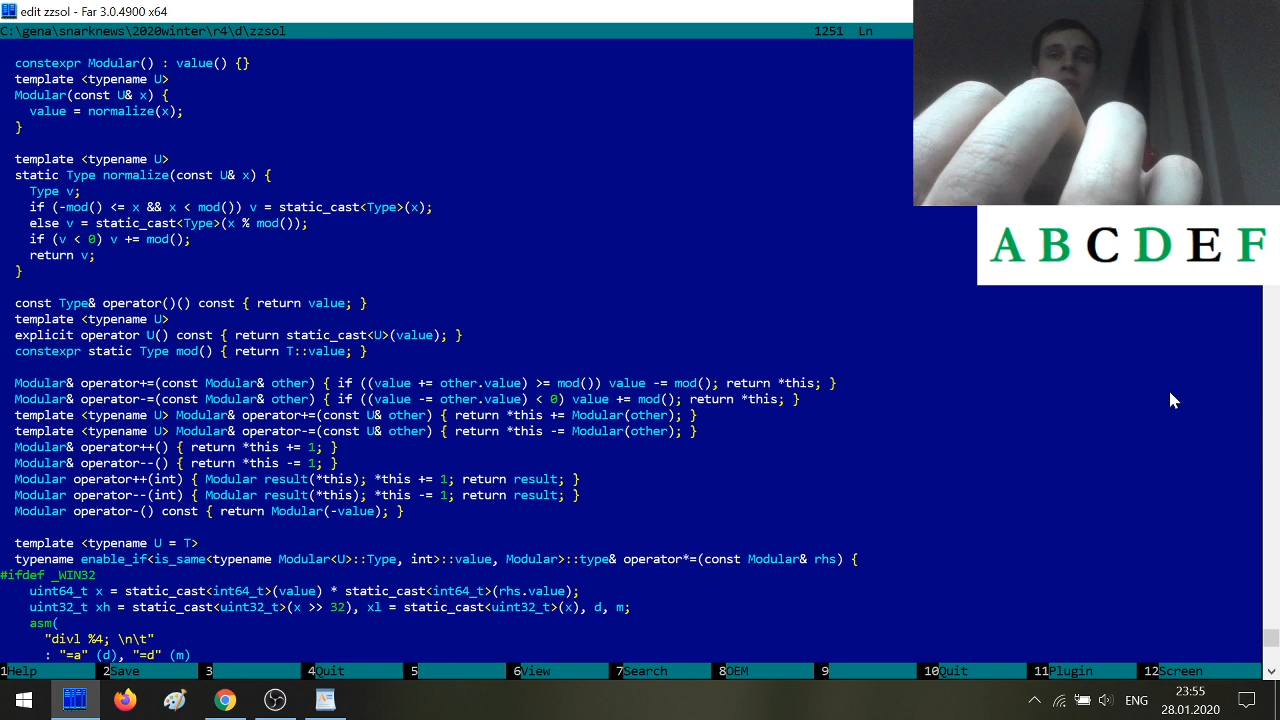 edit zzsol - Far 3.0.4900 x64
C:\gena\snarknews\2020winter\r4\d\zzsol 1251 Ln
constexpr Modular() : value() {}
template <typename U>
Modular(const U& x) {
value = normalize(x);
}
template <typename U>
static Type normalize(const U& x) {
Type v;
if (-mod() <= x && x < mod()) v = static_cast<Type>(x);
else v = static_cast<Type>(x % mod());
if (v < 0) v += mod();
return v;
}
const Type& operator()() const { return value; }
template <typename U>
explicit operator U() const { return static_cast<U>(value); }
constexpr static Type mod() { return T::value; }
Modular& operator+=(const Modular& other) { if ((value += other.value) >= mod()) value -= mod(); return *this; }
Modular& operator-=(const Modular& other) { if ((value -= other.value) < 0) value += mod(); return *this; }
template <typename U> Modular& operator+=(const U& other) { return *this += Modular(other); }
template <typename U> Modular& operator-=(const U& other) { return *this -= Modular(other); }
Modular& operator++() { return *this += 1; }
Modular& operator--() { return *this -= 1; }
Modular operator++(int) { Modular result(*this); *this += 1; return result; }
Modular operator--(int) { Modular result(*this); *this -= 1; return result; }
Modular operator-() const { return Modular(-value); }
template <typename U = T>
typename enable_if<is_same<typename Modular<U>::Type, int>::value, Modular>::type& operator*=(const Modular& rhs) {
#ifdef _WIN32
uint64_t x = static_cast<int64_t>(value) * static_cast<int64_t>(rhs.value);
uint32_t xh = static_cast<uint32_t>(x >> 32), xl = static_cast<uint32_t>(x), d, m;
asm(
"divl %4; \n\t"
: "=a" (d), "=d" (m)
1Help 2Save 3 4Quit 5 6View 7Search 8OEM 9 10Quit 11Plugin 12Screen
A B C D E F
ENG
23:55
28.01.2020